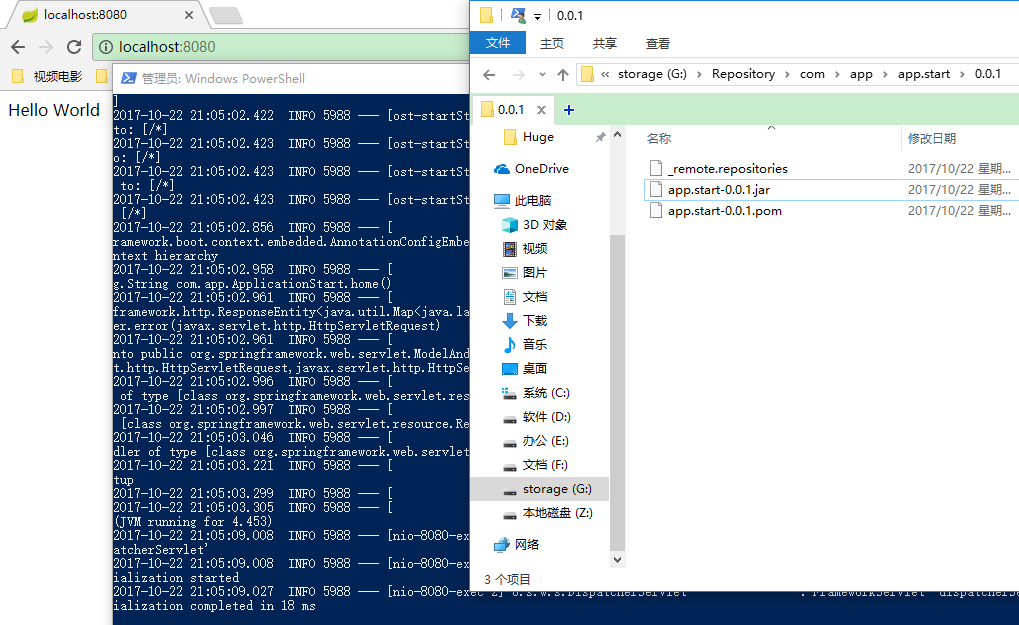 localhost:8080
localhost:8080
视频电影
Hello World
管理员: Windows PowerShell
]
2017-10-22 21:05:02.422  INFO 5988 --- [ost-startSt
to: [/*]
2017-10-22 21:05:02.423  INFO 5988 --- [ost-startSt
o: [/*]
2017-10-22 21:05:02.423  INFO 5988 --- [ost-startSt
to: [/*]
2017-10-22 21:05:02.423  INFO 5988 --- [ost-startSt
[/*]
2017-10-22 21:05:02.856  INFO 5988 --- [
ramework.boot.context.embedded.AnnotationConfigEmbe
ntext hierarchy
2017-10-22 21:05:02.958  INFO 5988 --- [
g.String com.app.ApplicationStart.home()
2017-10-22 21:05:02.961  INFO 5988 --- [
framework.http.ResponseEntity<java.util.Map<java.la
er.error(javax.servlet.http.HttpServletRequest)
2017-10-22 21:05:02.961  INFO 5988 --- [
nto public org.springframework.web.servlet.ModelAnd
t.http.HttpServletRequest,javax.servlet.http.HttpSe
2017-10-22 21:05:02.996  INFO 5988 --- [
of type [class org.springframework.web.servlet.res
2017-10-22 21:05:02.997  INFO 5988 --- [
[class org.springframework.web.servlet.resource.Re
2017-10-22 21:05:03.046  INFO 5988 --- [
dler of type [class org.springframework.web.servlet
2017-10-22 21:05:03.221  INFO 5988 --- [
tup
2017-10-22 21:05:03.299  INFO 5988 --- [
2017-10-22 21:05:03.305  INFO 5988 --- [
(JVM running for 4.453)
2017-10-22 21:05:09.008  INFO 5988 --- [nio-8080-ex
atcherServlet'
2017-10-22 21:05:09.008  INFO 5988 --- [nio-8080-ex
ialization started
2017-10-22 21:05:09.027  INFO 5988 --- [nio-8080-exec-2] o.s.w.s.DispatcherServlet : FrameworkServlet 'dispatcherSe
ialization completed in 18 ms
0.0.1
文件 主页 共享 查看
« storage (G:) › Repository › com › app › app.start › 0.0.1
0.0.1
Huge
OneDrive
此电脑
3D 对象
视频
图片
文档
下载
音乐
桌面
系统 (C:)
软件 (D:)
办公 (E:)
文档 (F:)
storage (G:)
本地磁盘 (Z:)
网络
名称 修改日期
_remote.repositories 2017/10/22 星期...
app.start-0.0.1.jar 2017/10/22 星期...
app.start-0.0.1.pom 2017/10/22 星期...
3 个项目